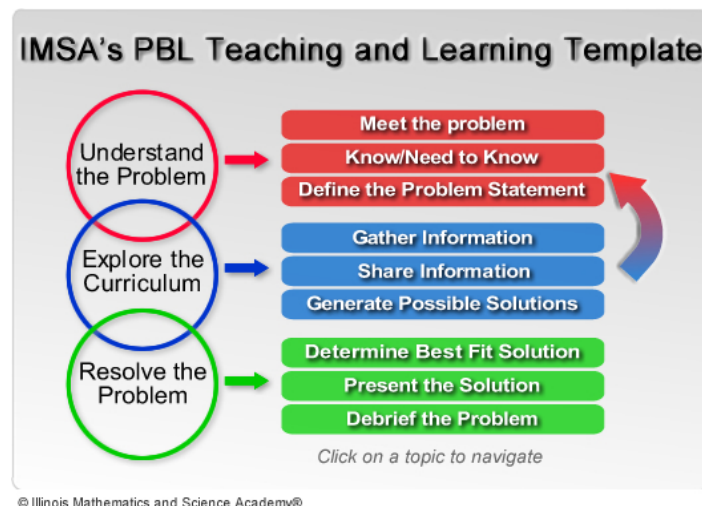 IMSA's PBL Teaching and Learning Template
Understand
the Problem
Meet the problem
Know/Need to Know
Define the Problem Statement
Explore the
Curriculum
Gather Information
Share Information
Generate Possible Solutions
Resolve the
Problem
Determine Best Fit Solution
Present the Solution
Debrief the Problem
Click on a topic to navigate
© Illinois Mathematics and Science Academy®